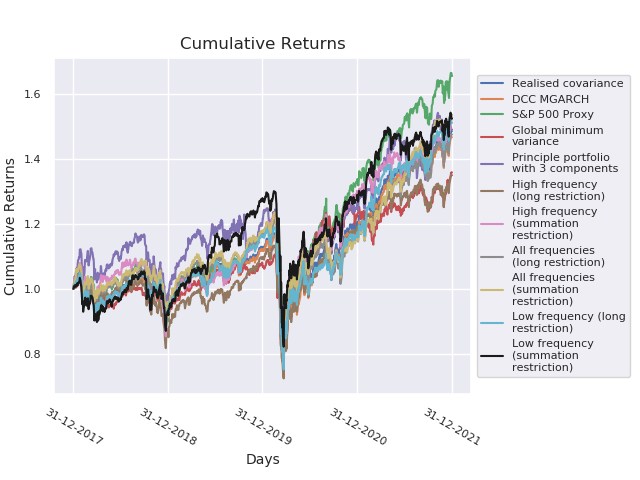 Cumulative Returns
Cumulative Returns
1.6
1.4
1.2
1.0
0.8
31-12-2017
31-12-2018
31-12-2019
31-12-2020
31-12-2021
Days
Realised covariance
DCC MGARCH
S&P 500 Proxy
Global minimum
variance
Principle portfolio
with 3 components
High frequency
(long restriction)
High frequency
(summation
restriction)
All frequencies
(long restriction)
All frequencies
(summation
restriction)
Low frequency (long
restriction)
Low frequency
(summation
restriction)